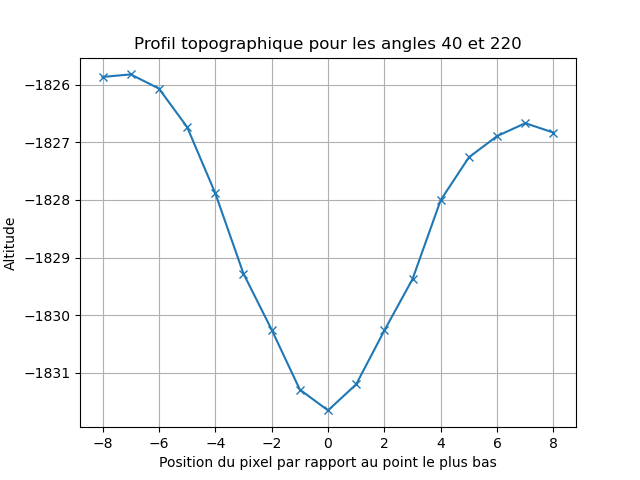 Profil topographique pour les angles 40 et 220
−1826
−1827
−1828
−1829
−1830
−1831
Altitude
−8 −6 −4 −2 0 2 4 6 8
Position du pixel par rapport au point le plus bas